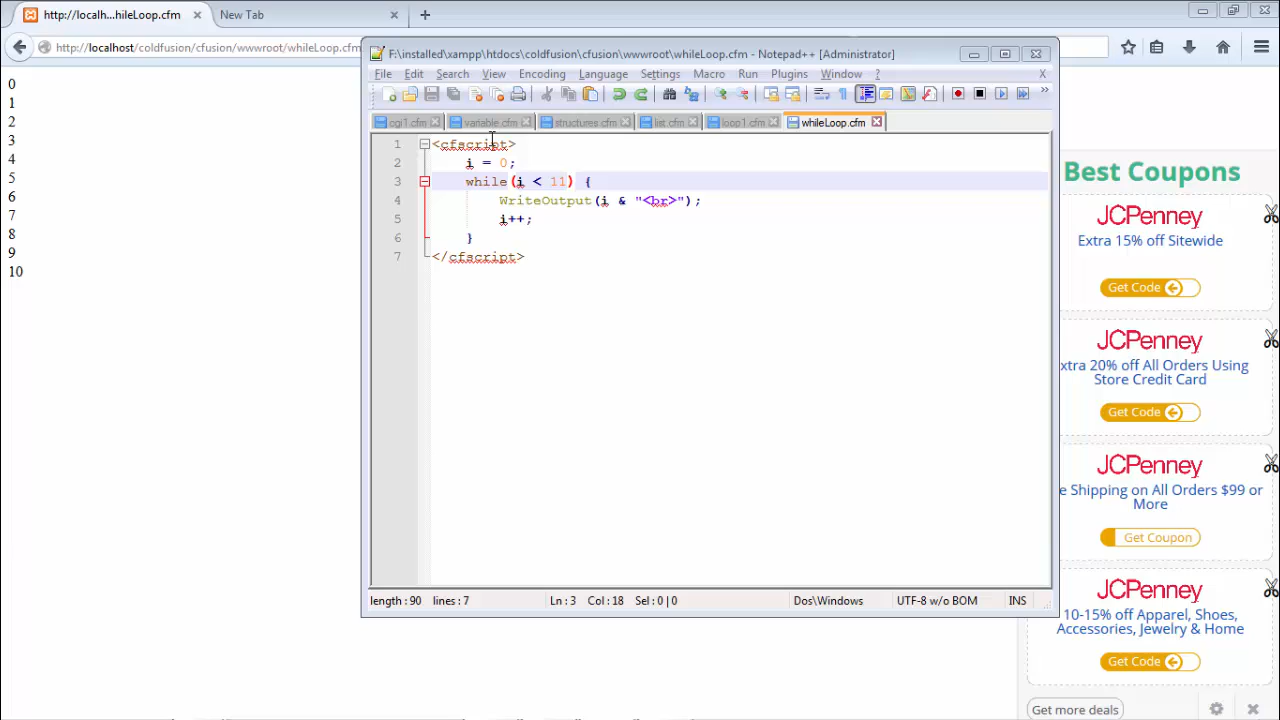 http://localh...hileLoop.cfm
New Tab
http://localhost/coldfusion/cfusion/wwwroot/whileLoop.cfm
F:\installed\xampp\htdocs\coldfusion\cfusion\wwwroot\whileLoop.cfm - Notepad++ [Administrator]
File Edit Search View Encoding Language Settings Macro Run Plugins Window ? X
cgi1.cfm variable.cfm structures.cfm list.cfm loop1.cfm whileLoop.cfm
1 <cfscript>
2 i = 0;
3 while(i < 11) {
4 WriteOutput(i & "<br>");
5 i++;
6 }
7 </cfscript>
length:90 lines:7 Ln:3 Col:18 Sel:0|0 Dos\Windows UTF-8 w/o BOM INS
0
1
2
3
4
5
6
7
8
9
10
Best Coupons
JCPenney
Extra 15% off Sitewide
Get Code
JCPenney
xtra 20% off All Orders Using
Store Credit Card
Get Code
JCPenney
e Shipping on All Orders $99 or
More
Get Coupon
JCPenney
10-15% off Apparel, Shoes,
Accessories, Jewelry & Home
Get Code
Get more deals